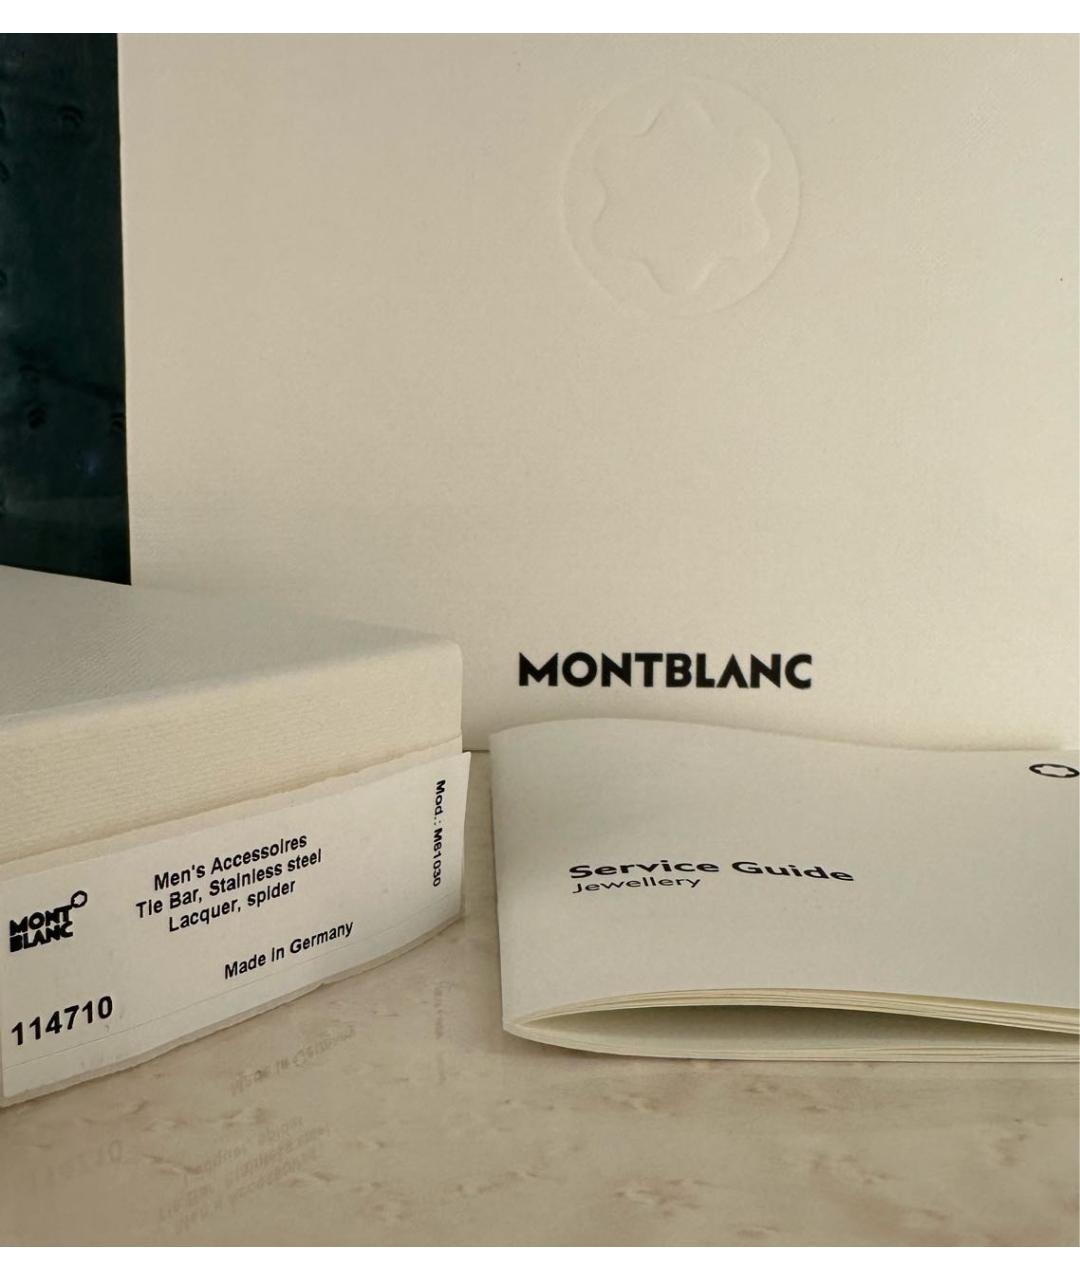 MONTBLANC
Service Guide
Jewellery
MONT
BLANC
Men's Accessoires
Tie Bar, Stainless steel
Lacquer, spider
Made in Germany
114710
Mod.: M61030